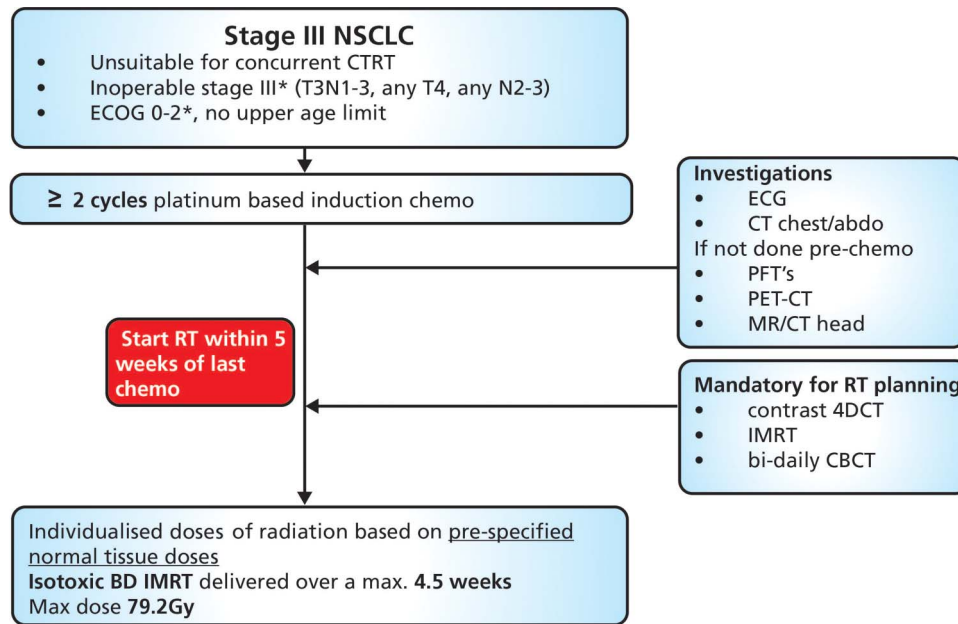 Stage III NSCLC
• Unsuitable for concurrent CTRT
• Inoperable stage III* (T3N1-3, any T4, any N2-3)
• ECOG 0-2*, no upper age limit
≥ 2 cycles platinum based induction chemo
Investigations
• ECG
• CT chest/abdo
If not done pre-chemo
• PFT's
• PET-CT
• MR/CT head
Start RT within 5
weeks of last
chemo
Mandatory for RT planning
• contrast 4DCT
• IMRT
• bi-daily CBCT
Individualised doses of radiation based on pre-specified
normal tissue doses
Isotoxic BD IMRT delivered over a max. 4.5 weeks
Max dose 79.2Gy